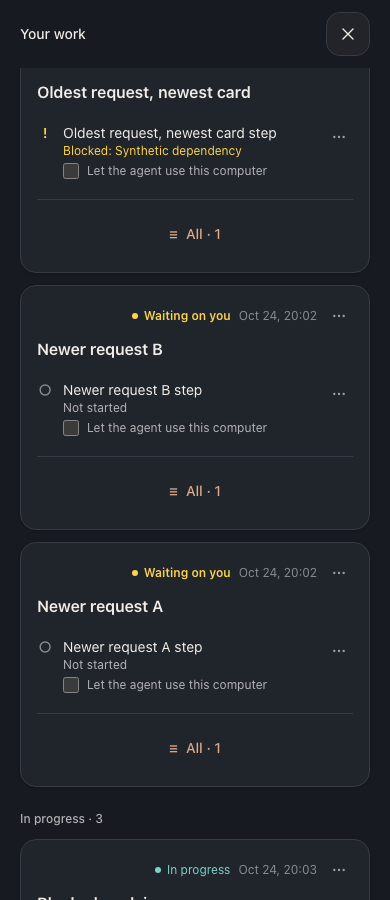 Your work
Oldest request, newest card
! Oldest request, newest card step
Blocked: Synthetic dependency
Let the agent use this computer
All · 1
Waiting on you Oct 24, 20:02
Newer request B
Newer request B step
Not started
Let the agent use this computer
All · 1
Waiting on you Oct 24, 20:02
Newer request A
Newer request A step
Not started
Let the agent use this computer
All · 1
In progress · 3
In progress Oct 24, 20:03